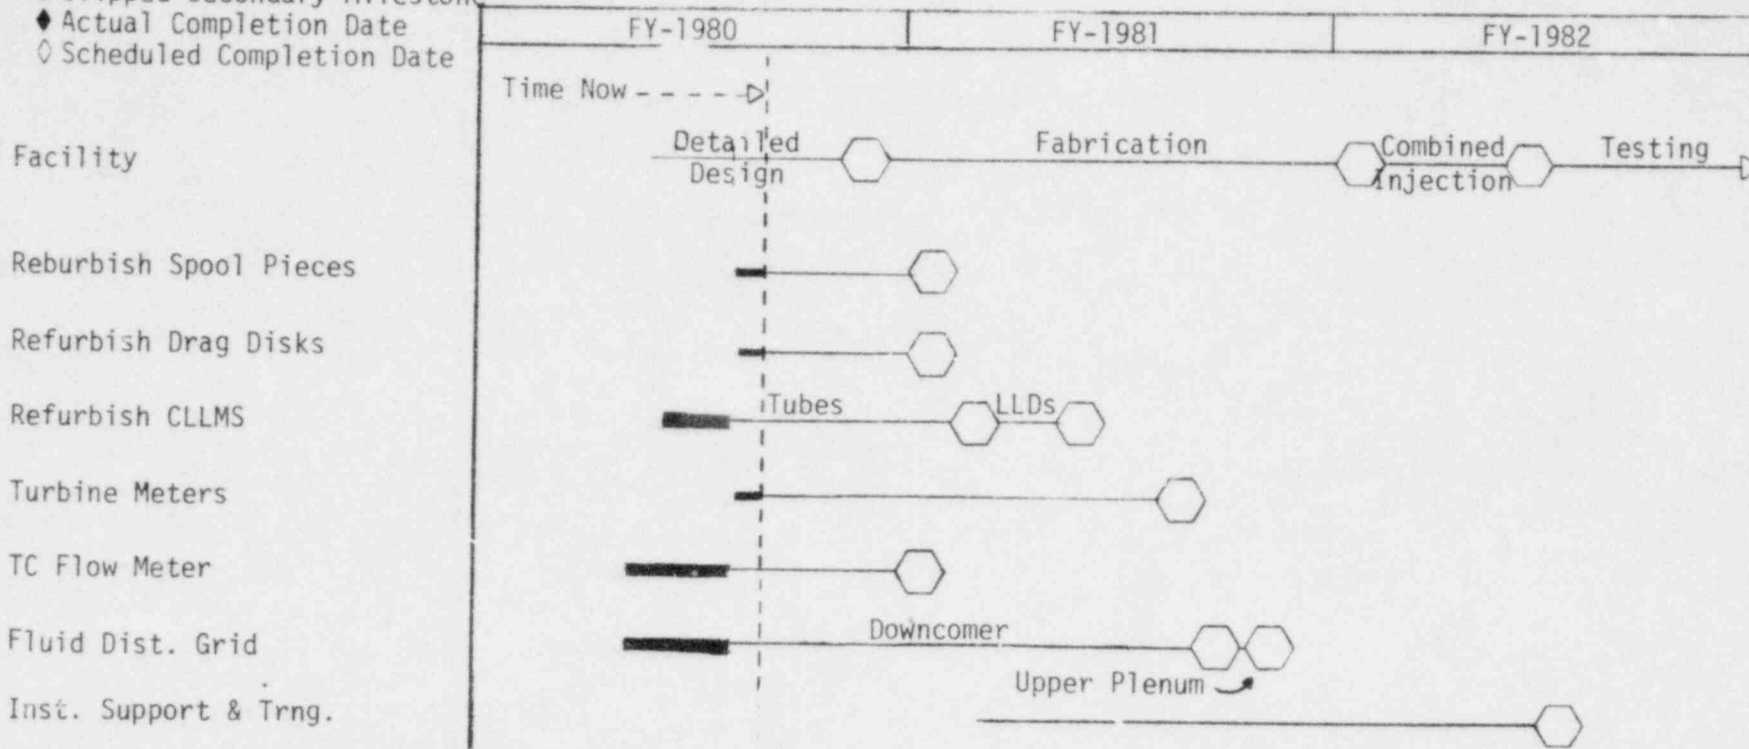 Secondary Milestone
♦ Actual Completion Date
◊ Scheduled Completion Date
FY-1980 FY-1981 FY-1982
Time Now
Facility
Detailed
Design
Fabrication
Combined
Injection
Testing
Reburbish Spool Pieces
Refurbish Drag Disks
Refurbish CLLMS
Tubes
LLDs
Turbine Meters
TC Flow Meter
Fluid Dist. Grid
Downcomer
Upper Plenum
Inst. Support & Trng.